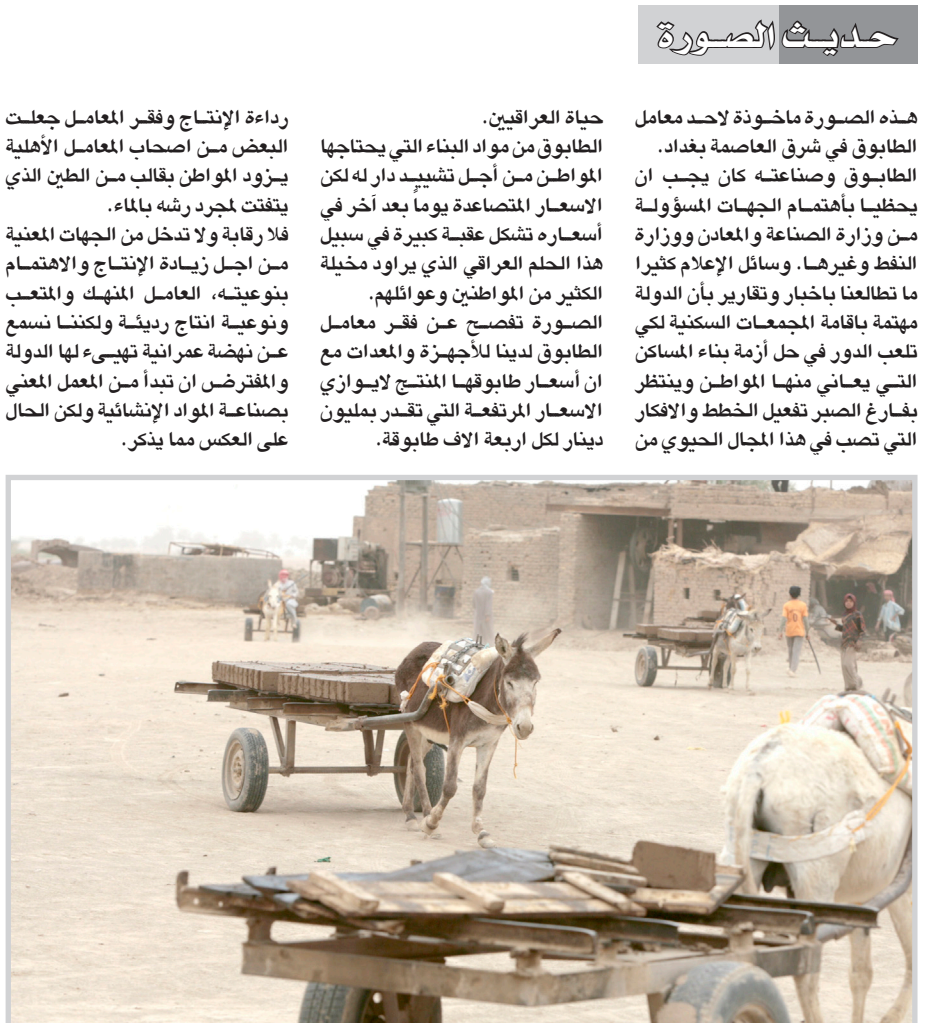 حديث الصورة
هذه الصورة ماخوذة لاحد معامل
الطابوق في شرق العاصمة بغداد.
الطابوق وصناعته كان يجب ان
يحظيا بأهتمام الجهات المسؤولة
من وزارة الصناعة والمعادن ووزارة
النفط وغيرها. وسائل الإعلام كثيرا
ما تطالعنا باخبار وتقارير بأن الدولة
مهتمة باقامة المجمعات السكنية لكي
تلعب الدور في حل أزمة بناء المساكن
التي يعاني منها المواطن وينتظر
بفارغ الصبر تفعيل الخطط والافكار
التي تصب في هذا المجال الحيوي من
حياة العراقيين.
الطابوق من مواد البناء التي يحتاجها
المواطن من أجل تشييد دار له لكن
الاسعار المتصاعدة يوماً بعد آخر في
أسعاره تشكل عقبة كبيرة في سبيل
هذا الحلم العراقي الذي يراود مخيلة
الكثير من المواطنين وعوائلهم.
الصورة تفصح عن فقر معامل
الطابوق لدينا للأجهزة والمعدات مع
ان أسعار طابوقها المنتج لايوازي
الاسعار المرتفعة التي تقدر بمليون
دينار لكل اربعة الاف طابوقة.
رداءة الإنتاج وفقر المعامل جعلت
البعض من اصحاب المعامل الأهلية
يزود المواطن بقالب من الطين الذي
يتفتت لمجرد رشه بالماء.
فلا رقابة ولا تدخل من الجهات المعنية
من اجل زيادة الإنتاج والاهتمام
بنوعيته، العامل المنهك والمتعب
ونوعية انتاج رديئة ولكننا نسمع
عن نهضة عمرانية تهيىء لها الدولة
والمفترض ان تبدأ من المعمل المعني
بصناعة المواد الإنشائية ولكن الحال
على العكس مما يذكر.